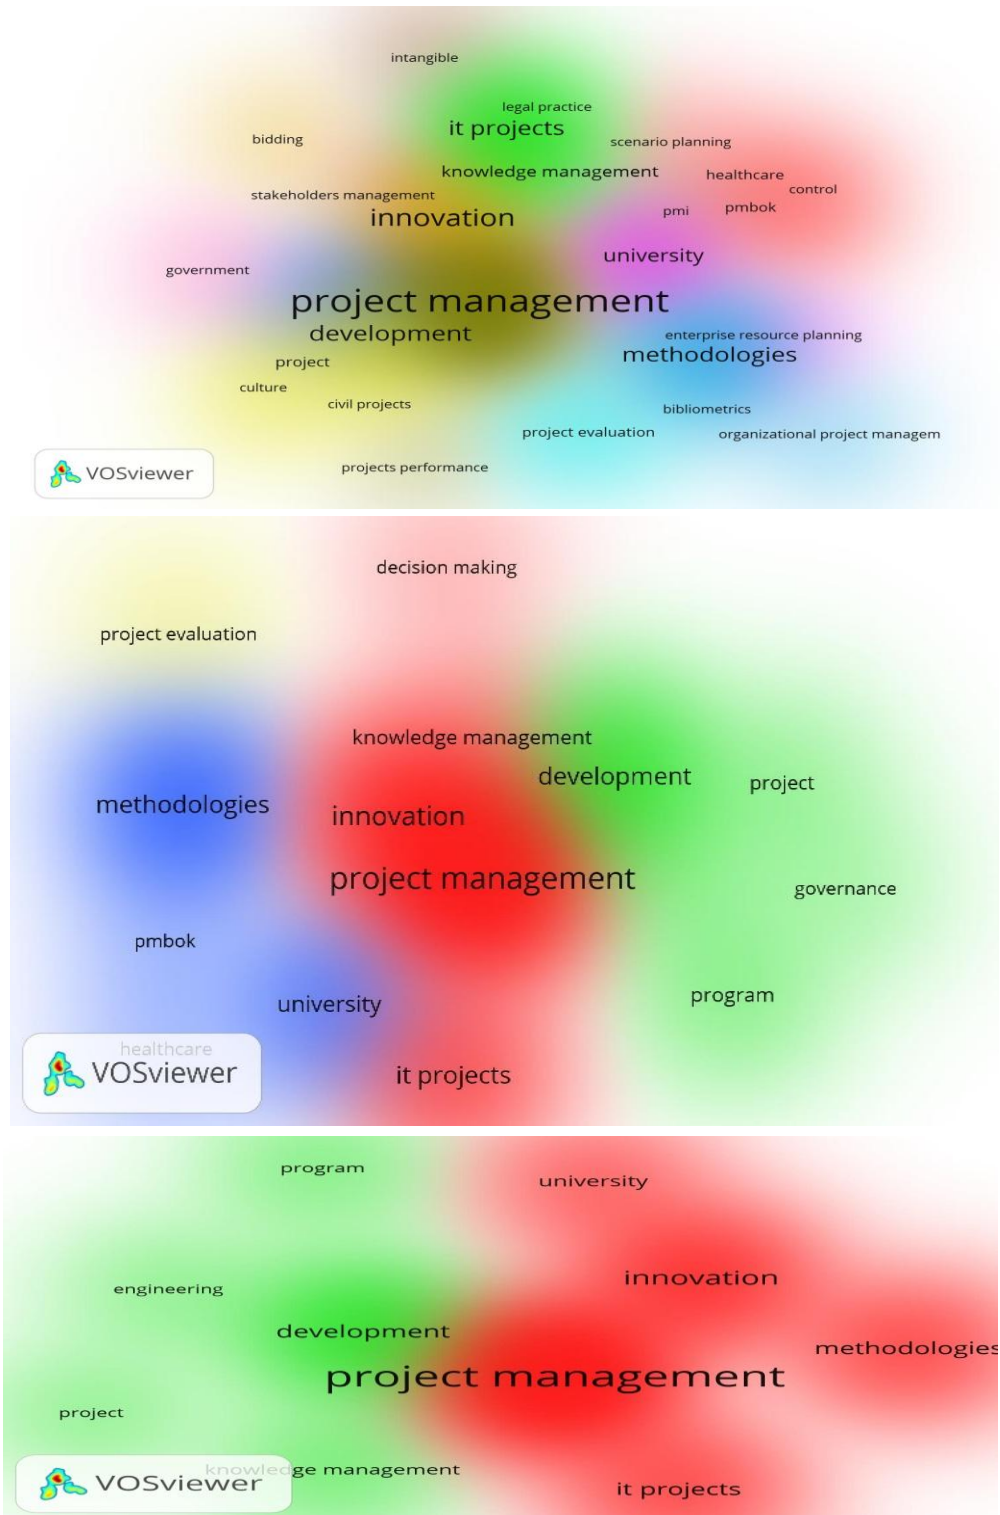 intangible
legal practice
it projects
bidding
scenario planning
knowledge management
healthcare
control
stakeholders management
innovation
pmi
pmbok
university
government
project management
development
enterprise resource planning
methodologies
project
culture
civil projects
bibliometrics
project evaluation
organizational project managem
projects performance
VOSviewer
decision making
project evaluation
knowledge management
development
project
methodologies
innovation
project management
governance
pmbok
program
university
healthcare
VOSviewer
it projects
program
university
innovation
engineering
development
methodologies
project management
project
knowledge management
VOSviewer
it projects